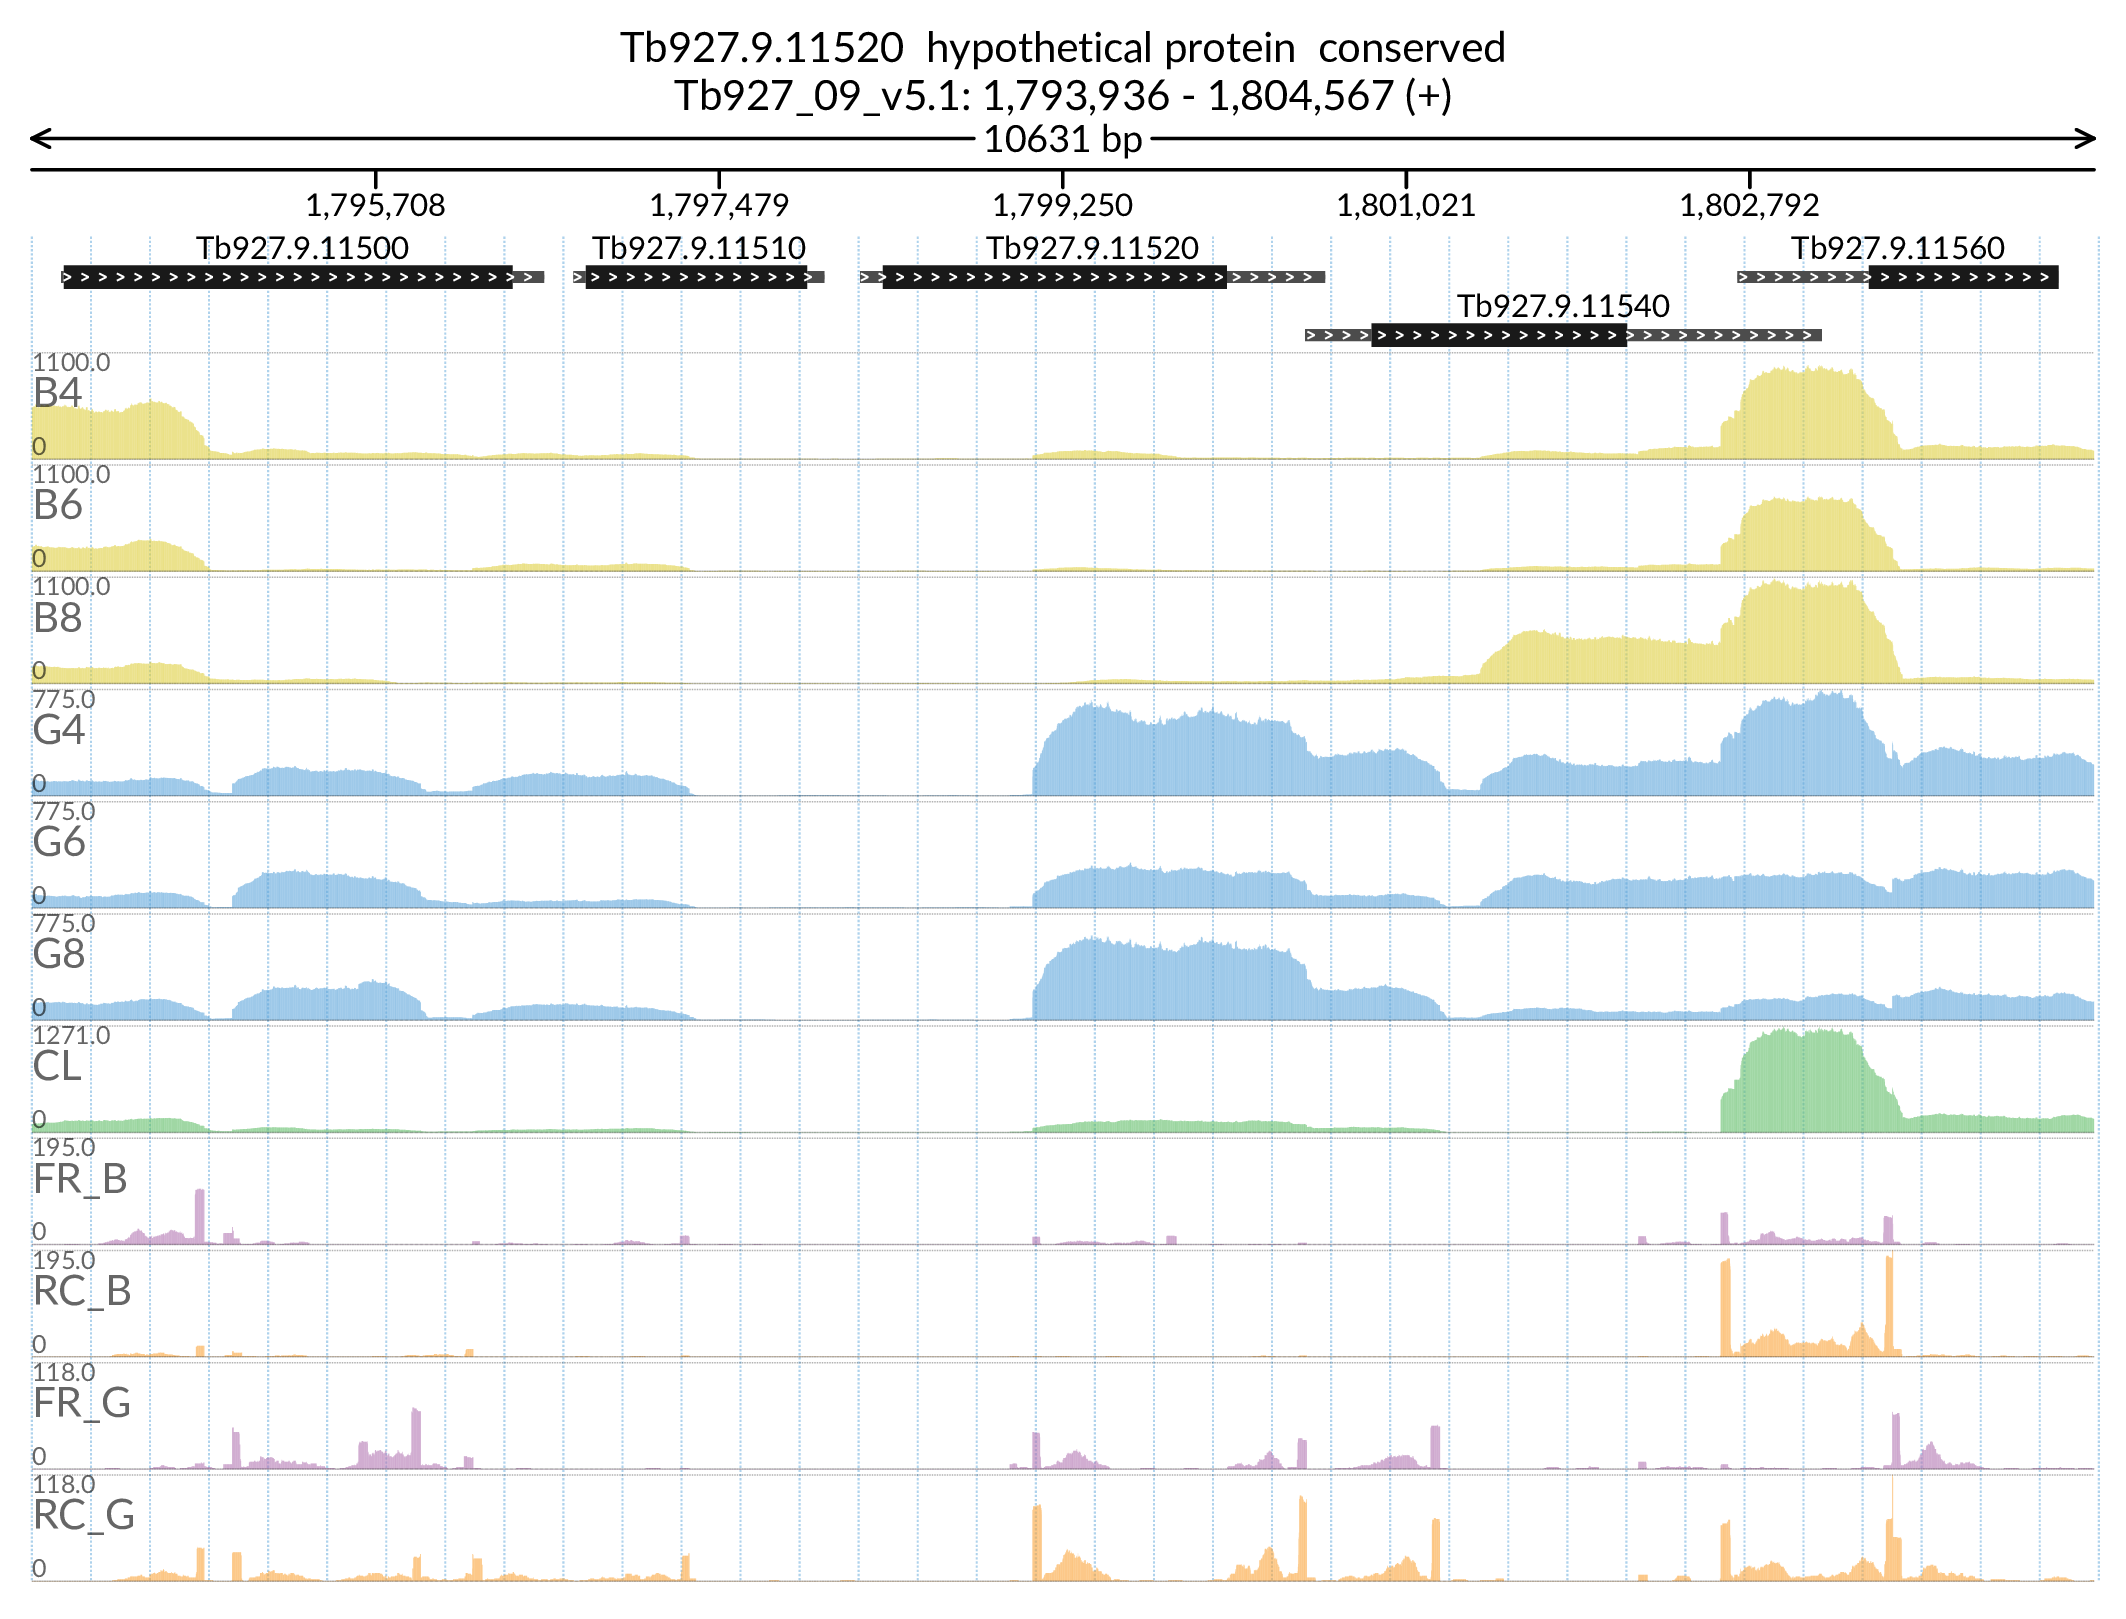 Tb927.9.11520 hypothetical protein conserved
Tb927_09_v5.1: 1,793,936 - 1,804,567 (+)
10631 bp
1,795,708 1,797,479 1,799,250 1,801,021 1,802,792
Tb927.9.11500 Tb927.9.11510 Tb927.9.11520 Tb927.9.11560
Tb927.9.11540
1100.0
B4
0
1100.0
B6
0
1100.0
B8
0
775.0
G4
0
775.0
G6
0
775.0
G8
0
1271.0
CL
0
195.0
FR_B
0
195.0
RC_B
0
118.0
FR_G
0
118.0
RC_G
0